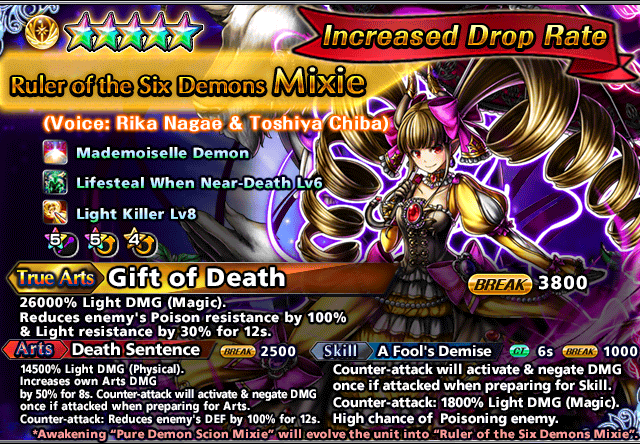 Increased Drop Rate
Ruler of the Six Demons Mixie
(Voice: Rika Nagae & Toshiya Chiba)
Mademoiselle Demon
Lifesteal When Near-Death Lv6
Light Killer Lv8
5 5 4
True Arts Gift of Death BREAK 3800
26000% Light DMG (Magic).
Reduces enemy's Poison resistance by 100%
& Light resistance by 30% for 12s.
Arts Death Sentence BREAK 2500
14500% Light DMG (Physical).
Increases own Arts DMG
by 50% for 8s. Counter-attack will activate & negate DMG
once if attacked when preparing for Arts.
Counter-attack: Reduces enemy's DEF by 100% for 12s.
Skill A Fool's Demise CT 6s BREAK 1000
Counter-attack will activate & negate DMG
once if attacked when preparing for Skill.
Counter-attack: 1800% Light DMG (Magic).
High chance of Poisoning enemy.
*Awakening "Pure Demon Scion Mixie" will evolve the unit into "Ruler of the Six Demons Mixie